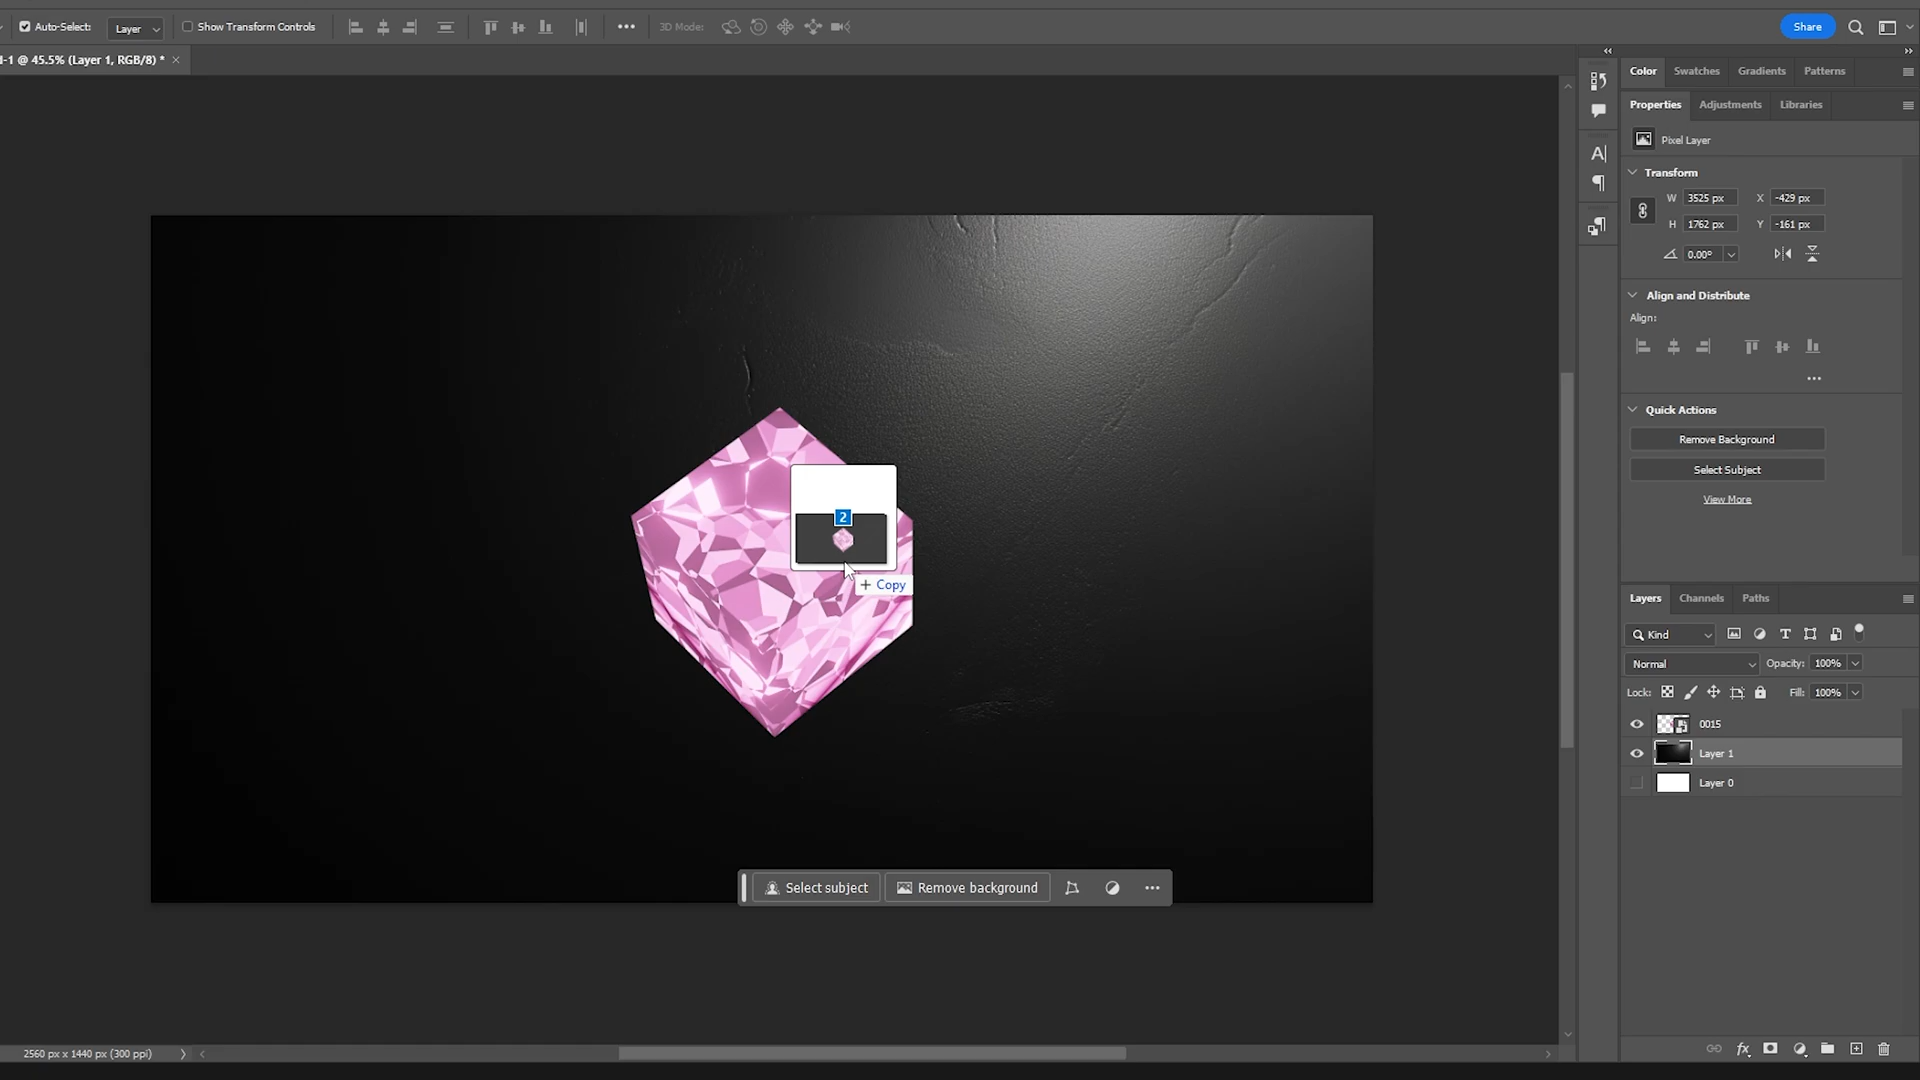 Auto-Select:
Layer
Show Transform Controls
3D Mode:
Share
-1 @ 45.5% (Layer 1, RGB/8) *
Color
Swatches
Gradients
Patterns
Properties
Adjustments
Libraries
Pixel Layer
Transform
W 3525 px X -429 px
H 1762 px Y -161 px
0.00°
Align and Distribute
Align:
Quick Actions
Remove Background
Select Subject
View More
2
+ Copy
Layers
Channels
Paths
Kind
Normal
Opacity: 100%
Lock:
Fill: 100%
0015
Layer 1
Layer 0
Select subject
Remove background
2560 px x 1440 px (300 ppi)